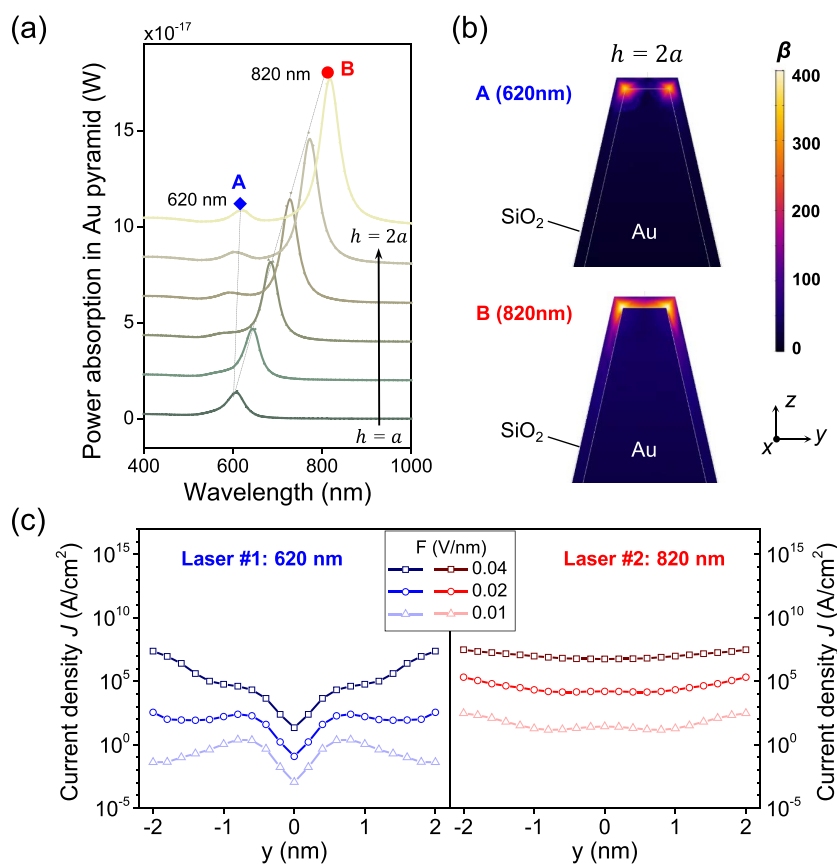 (a)
x10⁻¹⁷
Power absorption in Au pyramid (W)
15
10
5
0
820 nm
B
A
620 nm
h = 2a
h = a
400
600
800
1000
Wavelength (nm)
(b)
h = 2a
A (620nm)
SiO₂
Au
B (820nm)
SiO₂
Au
β
400
300
200
100
0
z
x
y
(c)
Current density J (A/cm²)
10¹⁵
10¹⁰
10⁵
10⁰
10⁻⁵
Laser #1: 620 nm
F (V/nm)
0.04
0.02
0.01
Laser #2: 820 nm
10¹⁵
10¹⁰
10⁵
10⁰
10⁻⁵
Current density J (A/cm²)
-2
-1
0
1
2
y (nm)
-2
-1
0
1
2
y (nm)